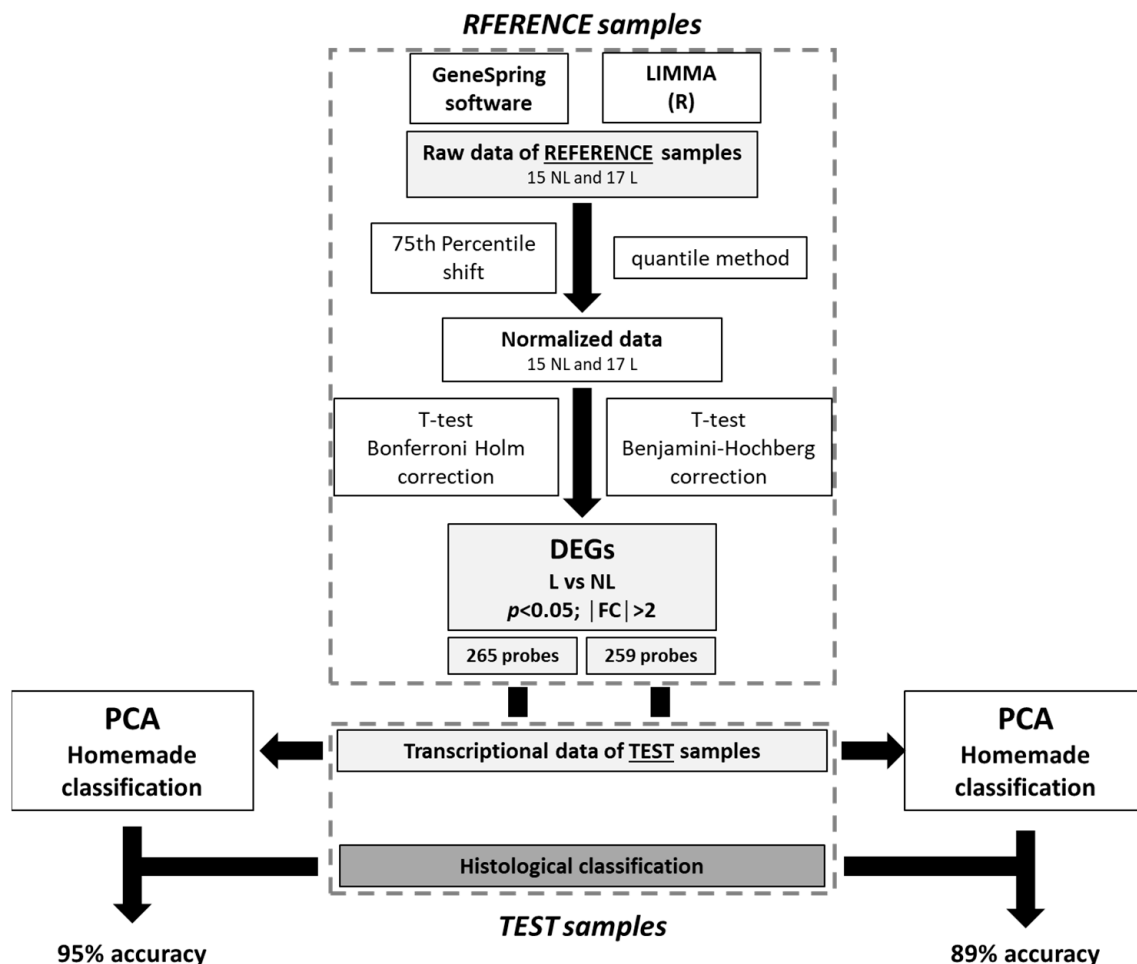 RFERENCE samples
GeneSpring
software
LIMMA
(R)
Raw data of REFERENCE samples
15 NL and 17 L
75th Percentile
shift
quantile method
Normalized data
15 NL and 17 L
T-test
Bonferroni Holm
correction
T-test
Benjamini-Hochberg
correction
DEGs
L vs NL
p<0.05; |FC|>2
265 probes
259 probes
PCA
Homemade
classification
Transcriptional data of TEST samples
PCA
Homemade
classification
Histological classification
TEST samples
95% accuracy
89% accuracy